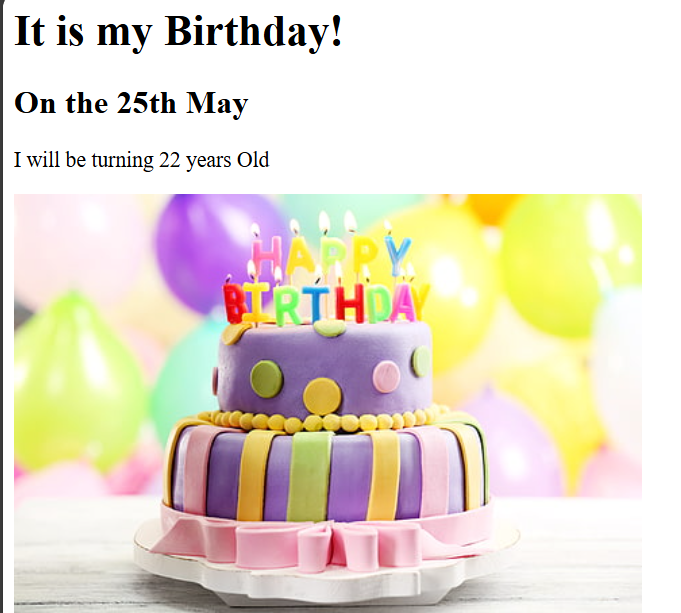 It is my Birthday!
On the 25th May
I will be turning 22 years Old
HAPPY
BIRTHDAY